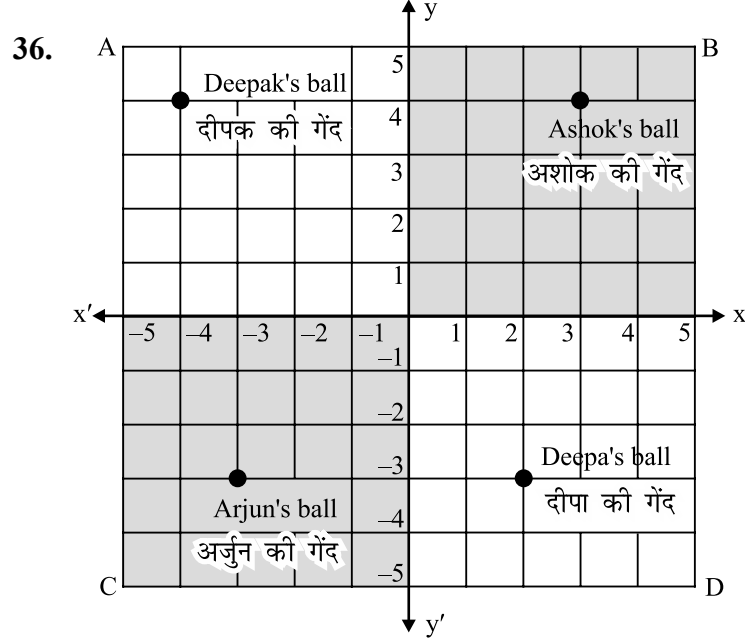 y
36.
A
B
5
Deepak's ball
दीपक की गेंद
4
Ashok's ball
अशोक की गेंद
3
2
1
x′
x
–5 –4 –3 –2 –1 1 2 3 4 5
–1
–2
–3
Deepa's ball
दीपा की गेंद
Arjun's ball
अर्जुन की गेंद
–4
–5
C
D
y′